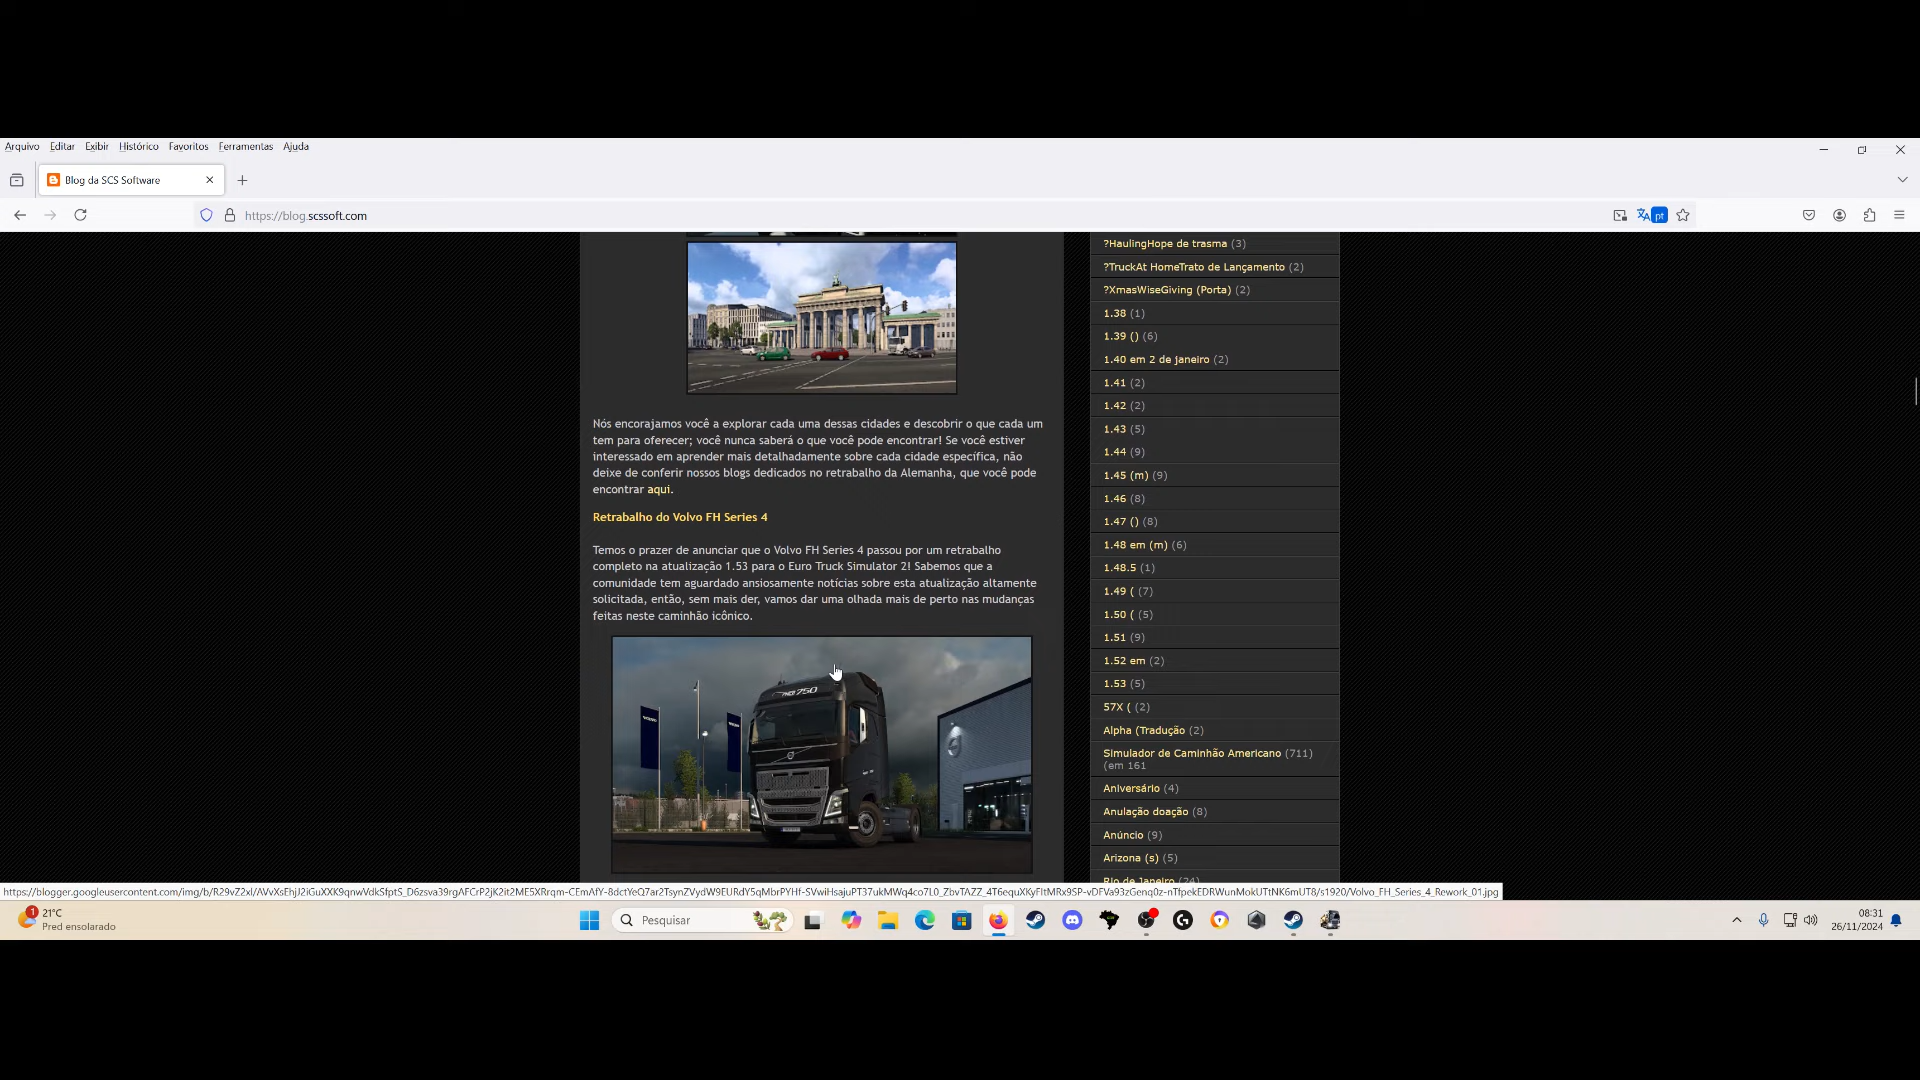 Arquivo Editar Exibir Histórico Favoritos Ferramentas Ajuda
Blog da SCS Software
https://blog.scssoft.com
pt
Nós encorajamos você a explorar cada uma dessas cidades e descobrir o que cada um
tem para oferecer; você nunca saberá o que você pode encontrar! Se você estiver
interessado em aprender mais detalhadamente sobre cada cidade específica, não
deixe de conferir nossos blogs dedicados no retrabalho da Alemanha, que você pode
encontrar aqui.
Retrabalho do Volvo FH Series 4
Temos o prazer de anunciar que o Volvo FH Series 4 passou por um retrabalho
completo na atualização 1.53 para o Euro Truck Simulator 2! Sabemos que a
comunidade tem aguardado ansiosamente notícias sobre esta atualização altamente
solicitada, então, sem mais der, vamos dar uma olhada mais de perto nas mudanças
feitas neste caminhão icônico.
VOLVO
750
?HaulingHope de trasma (3)
?TruckAt HomeTrato de Lançamento (2)
?XmasWiseGiving (Porta) (2)
1.38 (1)
1.39 () (6)
1.40 em 2 de janeiro (2)
1.41 (2)
1.42 (2)
1.43 (5)
1.44 (9)
1.45 (m) (9)
1.46 (8)
1.47 () (8)
1.48 em (m) (6)
1.48.5 (1)
1.49 ( (7)
1.50 ( (5)
1.51 (9)
1.52 em (2)
1.53 (5)
57X ( (2)
Alpha (Tradução (2)
Simulador de Caminhão Americano (711)
(em 161
Aniversário (4)
Anulação doação (8)
Anúncio (9)
Arizona (s) (5)
Rio de Janeiro (24)
1
21°C
Pred ensolarado
Pesquisar
08:31
26/11/2024